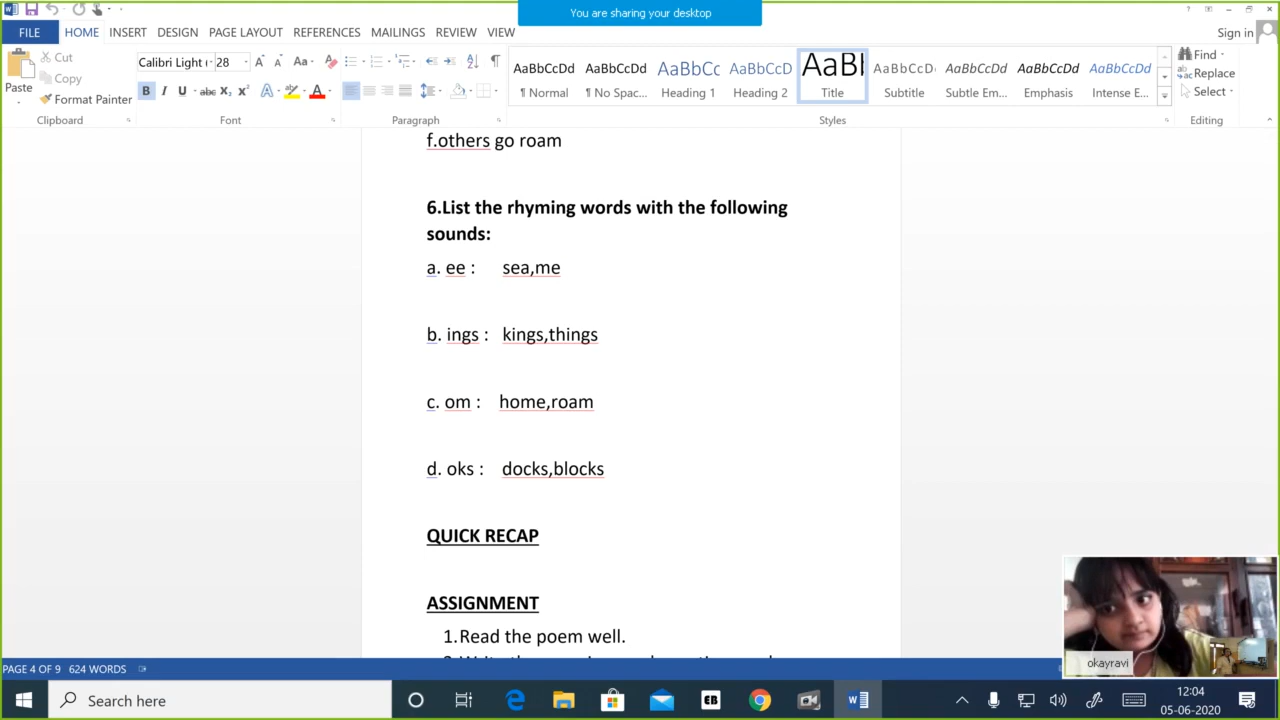 You are sharing your desktop
FILE HOME INSERT DESIGN PAGE LAYOUT REFERENCES MAILINGS REVIEW VIEW Sign in
Paste Cut Copy Format Painter Clipboard
Calibri Light ( 28 Aa abc X₂ X² A A Font
Paragraph
AaBbCcDd AaBbCcDd AaBbCc AaBbCcD AaBl AaBbCcD AaBbCcDd AaBbCcDd AaBbCcDd
¶ Normal ¶ No Spac... Heading 1 Heading 2 Title Subtitle Subtle Em... Emphasis Intense E...
Styles
Find Replace Select Editing
f.others go roam
6.List the rhyming words with the following
sounds:
a. ee : sea,me
b. ings : kings,things
c. om : home,roam
d. oks : docks,blocks
QUICK RECAP
ASSIGNMENT
1.Read the poem well.
okayravi
PAGE 4 OF 9 624 WORDS
Search here
EB
12:04
05-06-2020